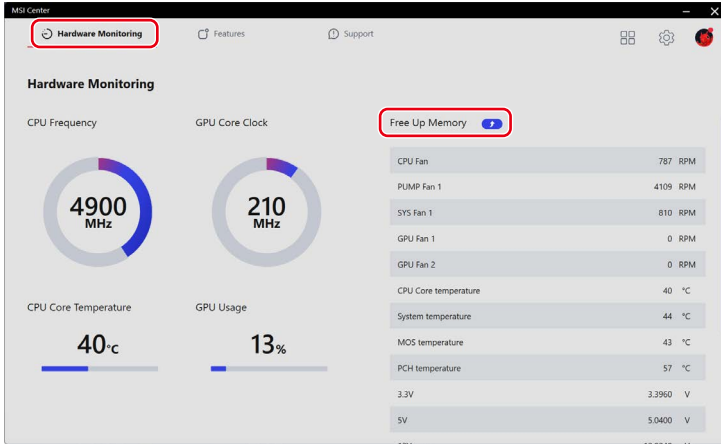 MSI Center
Hardware Monitoring
Features
Support
Hardware Monitoring
CPU Frequency
GPU Core Clock
4900
MHz
210
MHz
CPU Core Temperature
40°C
GPU Usage
13%
Free Up Memory
CPU Fan 787 RPM
PUMP Fan 1 4109 RPM
SYS Fan 1 810 RPM
GPU Fan 1 0 RPM
GPU Fan 2 0 RPM
CPU Core temperature 40 °C
System temperature 44 °C
MOS temperature 43 °C
PCH temperature 57 °C
3.3V 3.3960 V
5V 5.0400 V